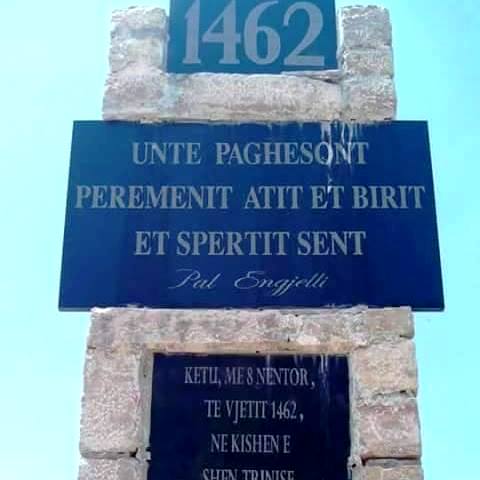 1462
UNTE PAGHESONT
PEREMENIT ATIT ET BIRIT
ET SPERTIT SENT
Pal Engjelli
KETU, ME 8 NENTOR,
TE VJETIT 1462,
NE KISHEN E
SHEN TRINISE